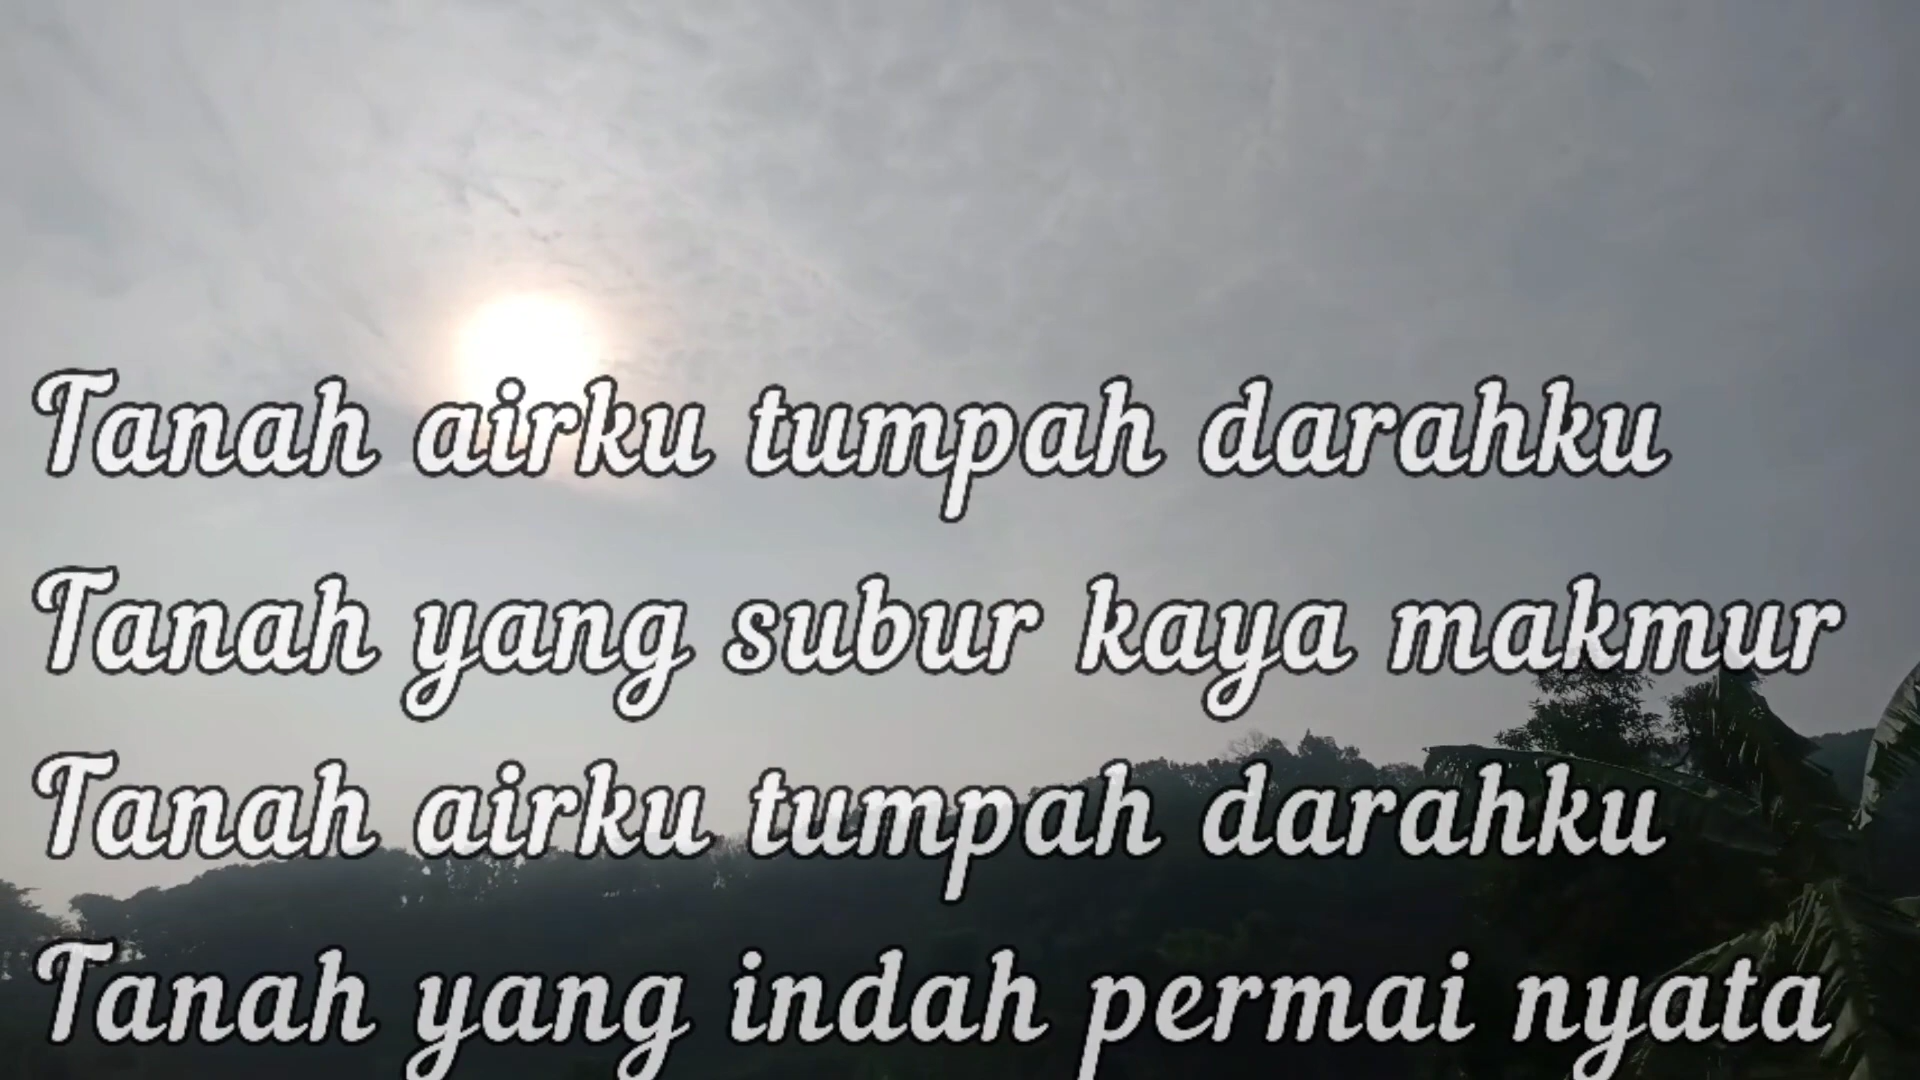 Tanah airku tumpah darahku
Tanah yang subur kaya makmur
Tanah airku tumpah darahku
Tanah yang indah permai nyata